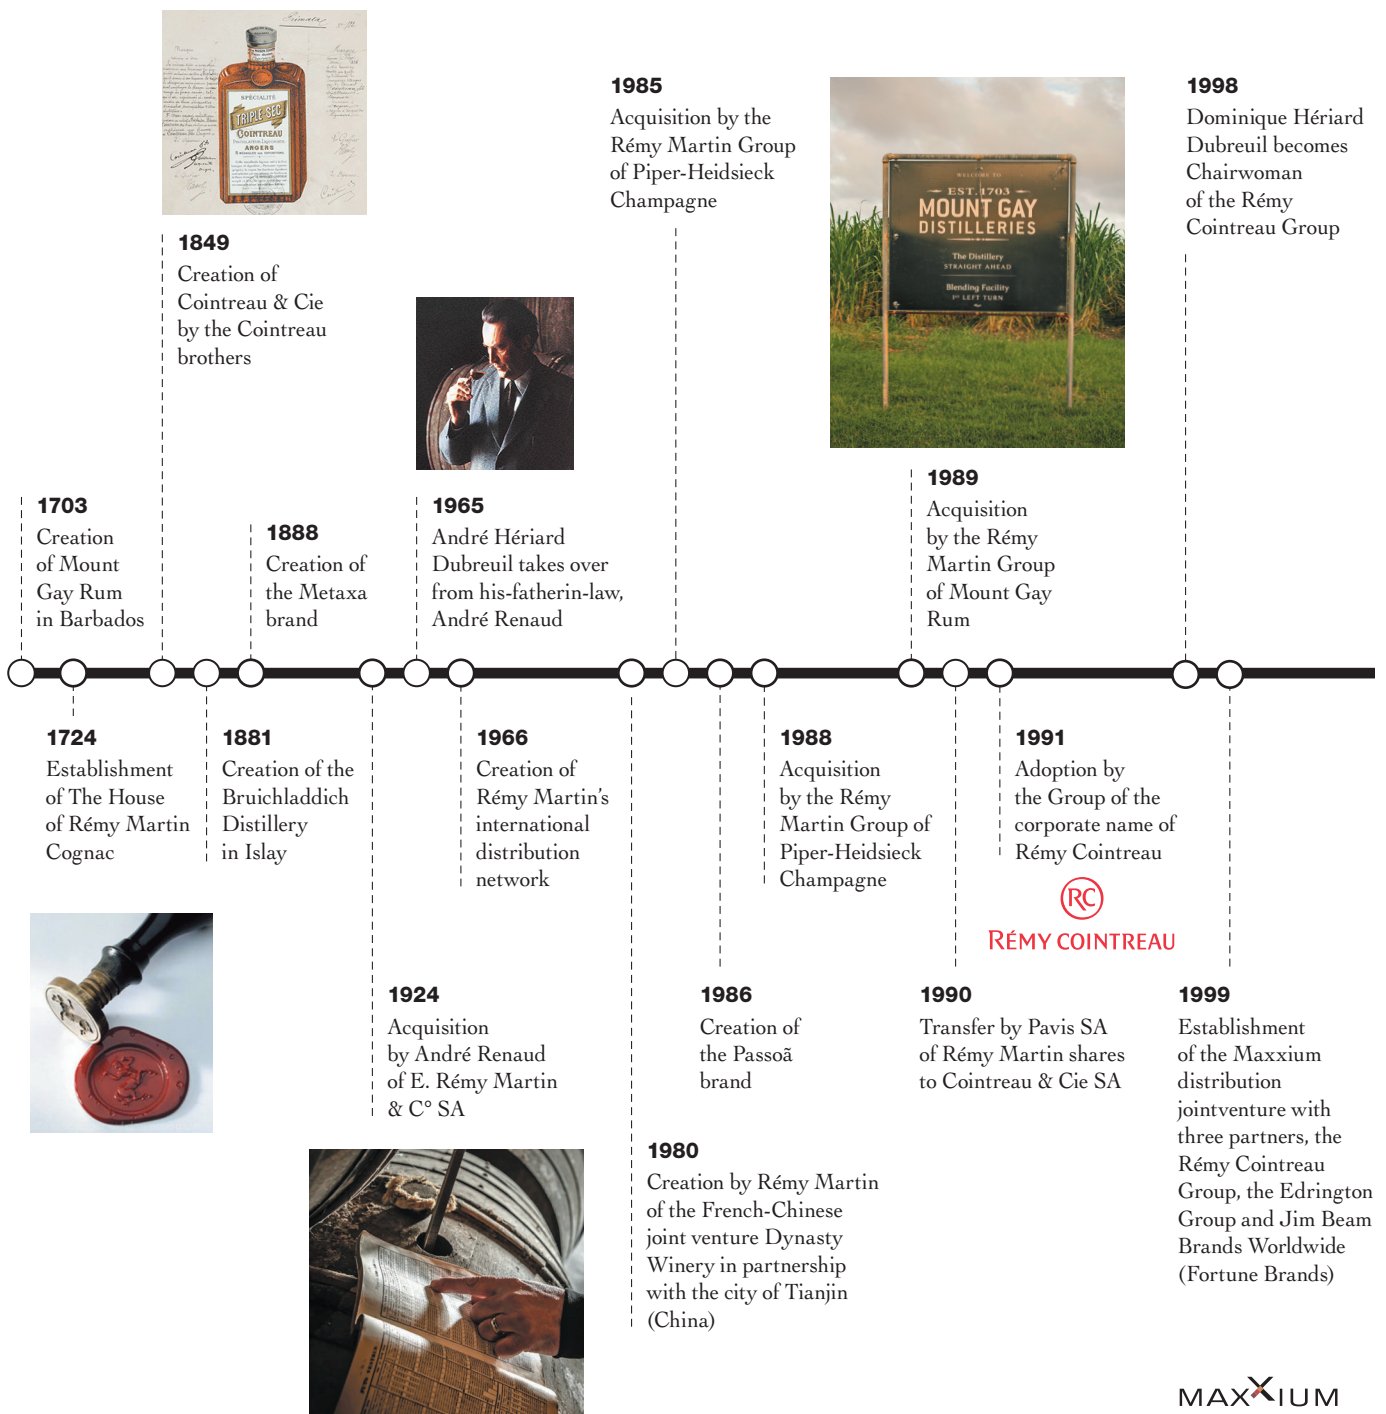 Primata
SPÉCIALITÉ
TRIPLE-SEC
COINTREAU
ANGERS
1849
Creation of
Cointreau & Cie
by the Cointreau
brothers
1985
Acquisition by the
Rémy Martin Group
of Piper-Heidsieck
Champagne
WELCOME TO
EST. 1703
MOUNT GAY
DISTILLERIES
The Distillery
STRAIGHT AHEAD
Blending Facility
1ST LEFT TURN
1998
Dominique Hériard
Dubreuil becomes
Chairwoman
of the Rémy
Cointreau Group
1703
Creation
of Mount
Gay Rum
in Barbados
1888
Creation of
the Metaxa
brand
1965
André Hériard
Dubreuil takes over
from his-fatherin-law,
André Renaud
1989
Acquisition
by the Rémy
Martin Group
of Mount Gay
Rum
1724
Establishment
of The House
of Rémy Martin
Cognac
1881
Creation of the
Bruichladdich
Distillery
in Islay
1966
Creation of
Rémy Martin’s
international
distribution
network
1988
Acquisition
by the Rémy
Martin Group of
Piper-Heidsieck
Champagne
1991
Adoption by
the Group of the
corporate name of
Rémy Cointreau
RC
RÉMY COINTREAU
1924
Acquisition
by André Renaud
of E. Rémy Martin
& C° SA
1986
Creation of
the Passoã
brand
1990
Transfer by Pavis SA
of Rémy Martin shares
to Cointreau & Cie SA
1999
Establishment
of the Maxxium
distribution
jointventure with
three partners, the
Rémy Cointreau
Group, the Edrington
Group and Jim Beam
Brands Worldwide
(Fortune Brands)
1980
Creation by Rémy Martin
of the French-Chinese
joint venture Dynasty
Winery in partnership
with the city of Tianjin
(China)
MAXXIUM